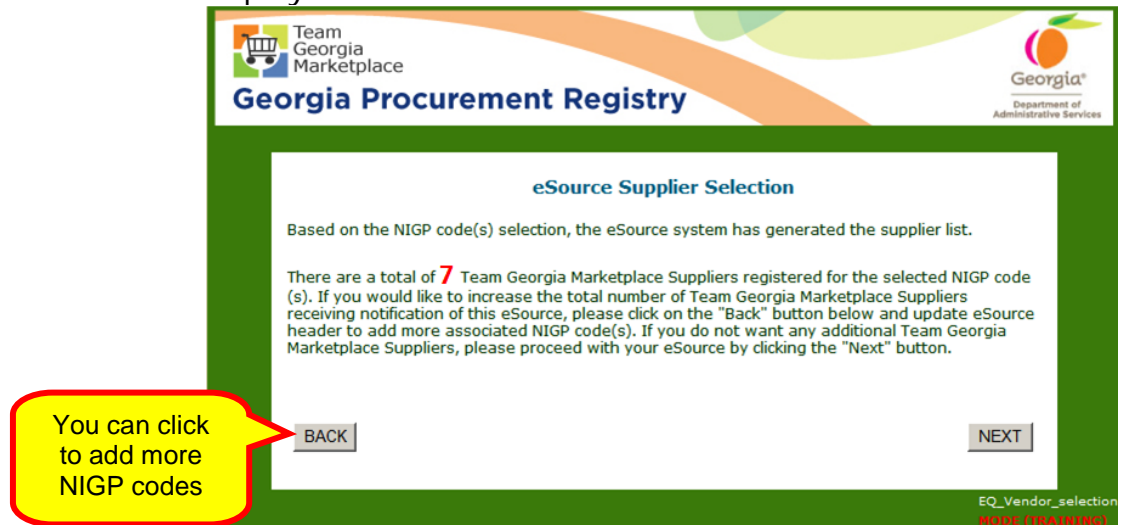 Team
Georgia
Marketplace
Georgia Procurement Registry
Georgia®
Department of
Administrative Services
eSource Supplier Selection
Based on the NIGP code(s) selection, the eSource system has generated the supplier list.
There are a total of 7 Team Georgia Marketplace Suppliers registered for the selected NIGP code
(s). If you would like to increase the total number of Team Georgia Marketplace Suppliers
receiving notification of this eSource, please click on the "Back" button below and update eSource
header to add more associated NIGP code(s). If you do not want any additional Team Georgia
Marketplace Suppliers, please proceed with your eSource by clicking the "Next" button.
You can click
to add more
NIGP codes
BACK
NEXT
EQ_Vendor_selection
MODE (TRAINING)